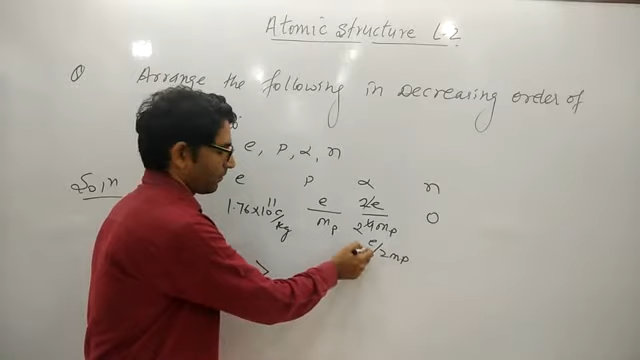 Atomic Structure L-2
Q Arrange the following in Decreasing order of
e, p, α, n
Soln e p α n
1.76×10¹¹ c/kg e/mp 2e/4mp 0
e/2mp
>